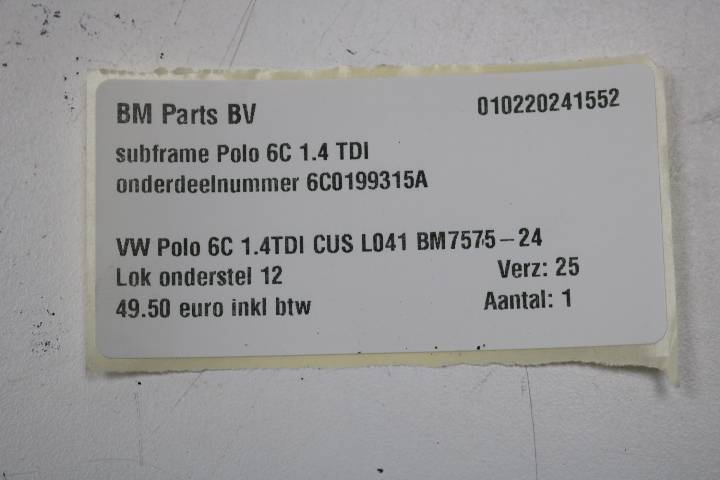 BM Parts BV 010220241552
subframe Polo 6C 1.4 TDI
onderdeelnummer 6C0199315A
VW Polo 6C 1.4TDI CUS L041 BM7575-24
Lok onderstel 12 Verz: 25
49.50 euro inkl btw Aantal: 1